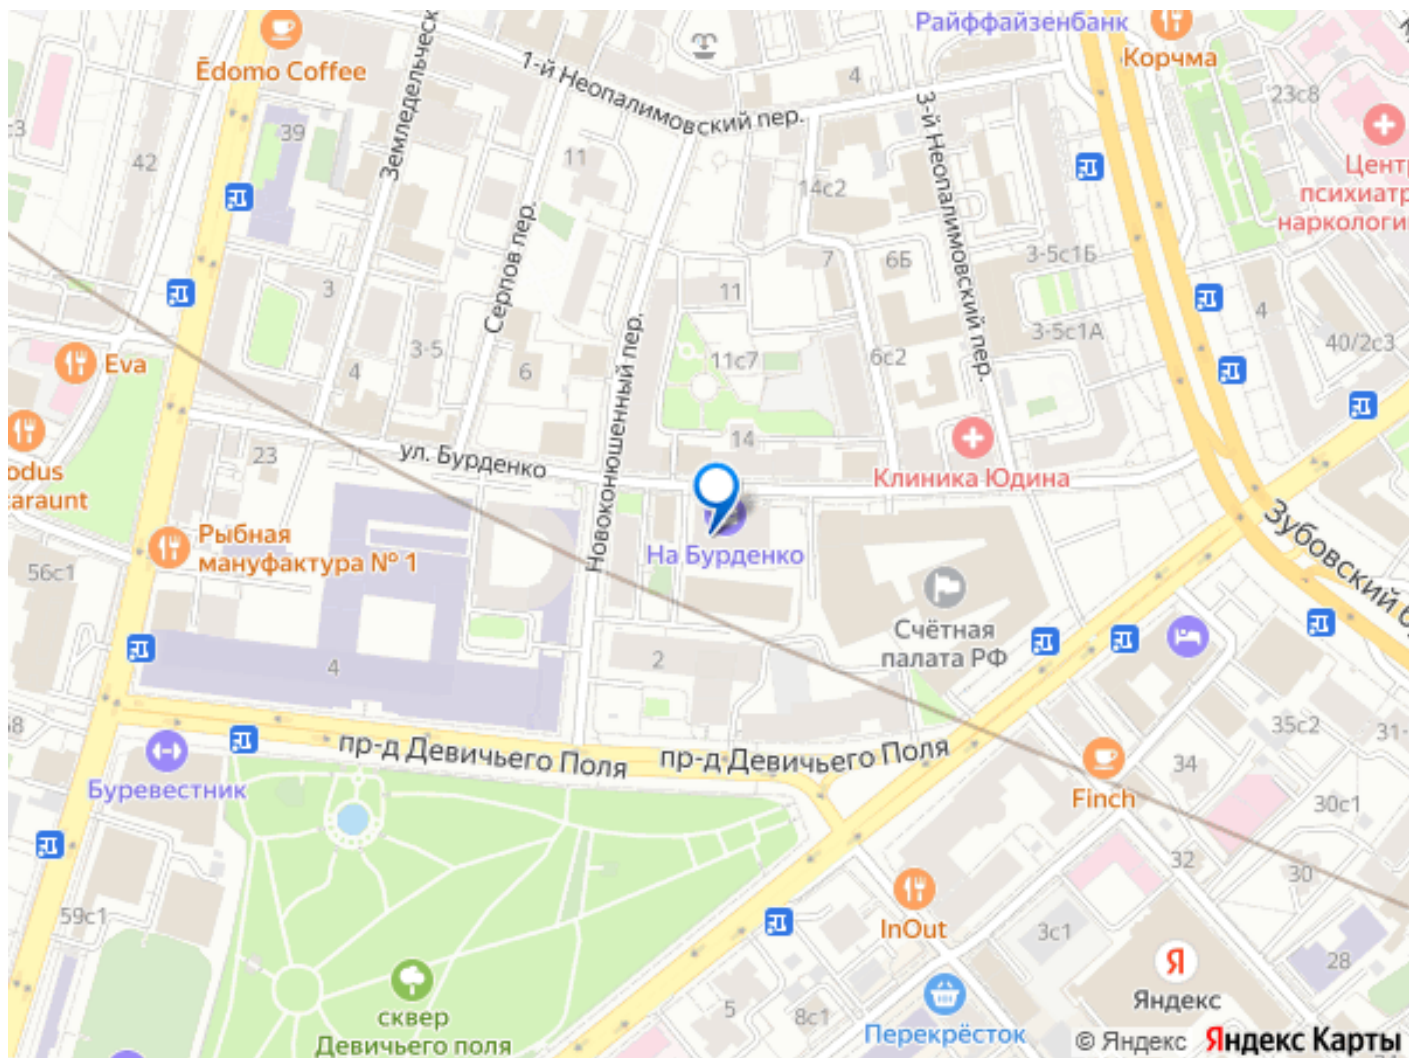 Райффайзенбанк
Корчма
Ēdomo Coffee
1-й Неопалимовский пер.
4
23с8
Земледельческ
3-й Неопалимовский пер.
39
с3
42
11
Серпов пер.
14с2
Центр
психиатр
наркологи
7
6Б
3-5с1Б
3
11
4
3-5с1А
40/2с3
3-5
Новоконюшенный пер.
11с7
6с2
Eva
4
6
14
Клиника Юдина
ул. Бурденко
23
odus
taraunt
Рыбная
мануфактура № 1
На Бурденко
Зубовский б
56с1
Счётная
палата РФ
4
2
58
пр-д Девичьего Поля
пр-д Девичьего Поля
35с2
31-
Буревестник
34
Finch
30с1
32
30
59с1
InOut
3с1
28
Яндекс
сквер
Девичьего поля
5
8с1
Перекрёсток
© Яндекс Яндекс Карты